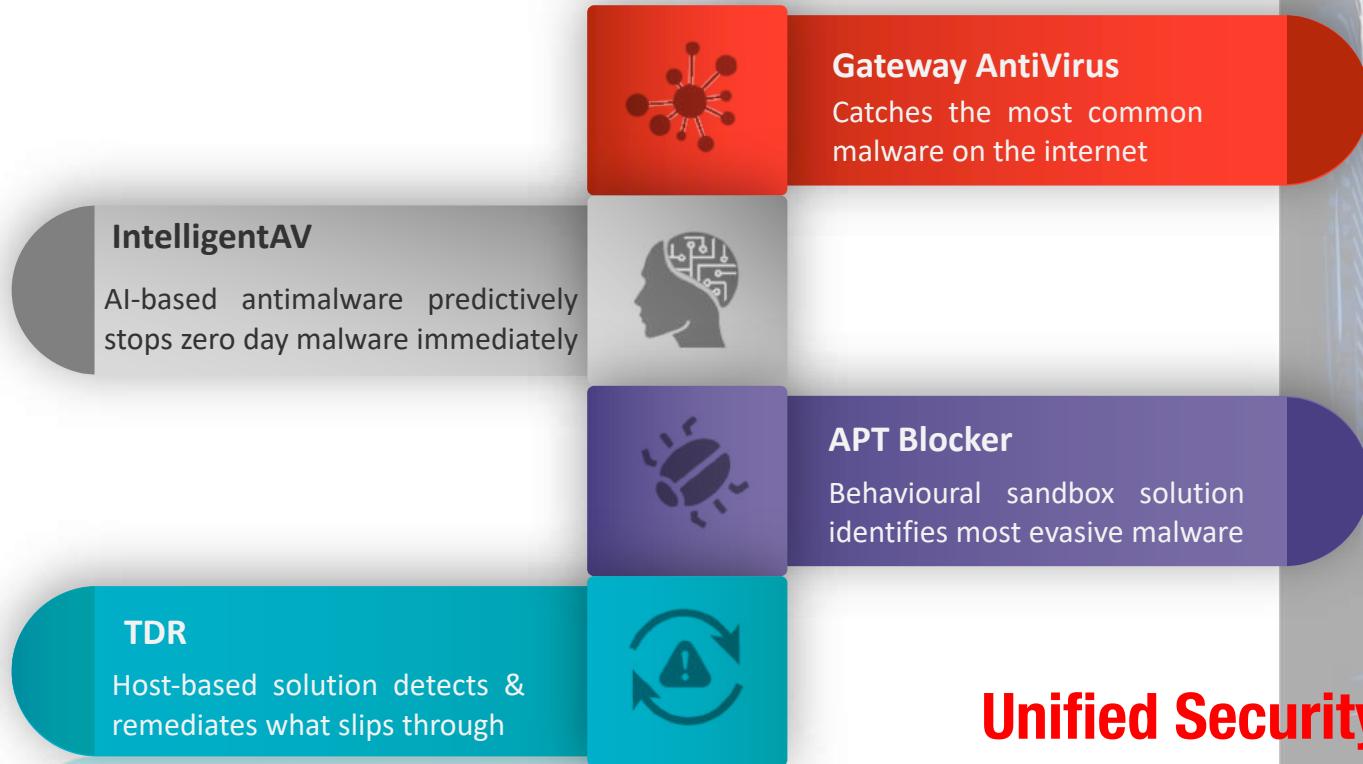 Gateway AntiVirus
Catches the most common
malware on the internet
IntelligentAV
AI-based antimalware predictively
stops zero day malware immediately
APT Blocker
Behavioural sandbox solution
identifies most evasive malware
TDR
Host-based solution detects &
remediates what slips through
Unified Security